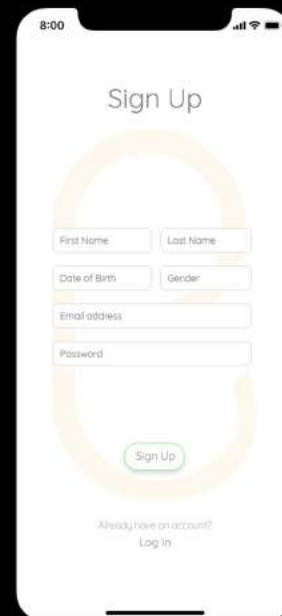 8:00
Sign Up
First Name Last Name
Date of Birth Gender
Email address
Password
Sign Up
Already have an account?
Log In